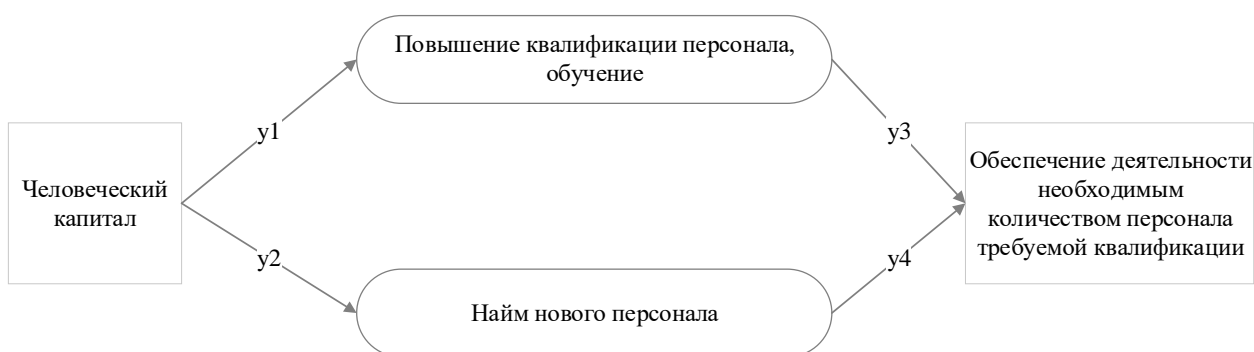 Повышение квалификации персонала,
обучение
y1
y3
Человеческий
капитал
Обеспечение деятельности
необходимым
количеством персонала
требуемой квалификации
y2
y4
Найм нового персонала